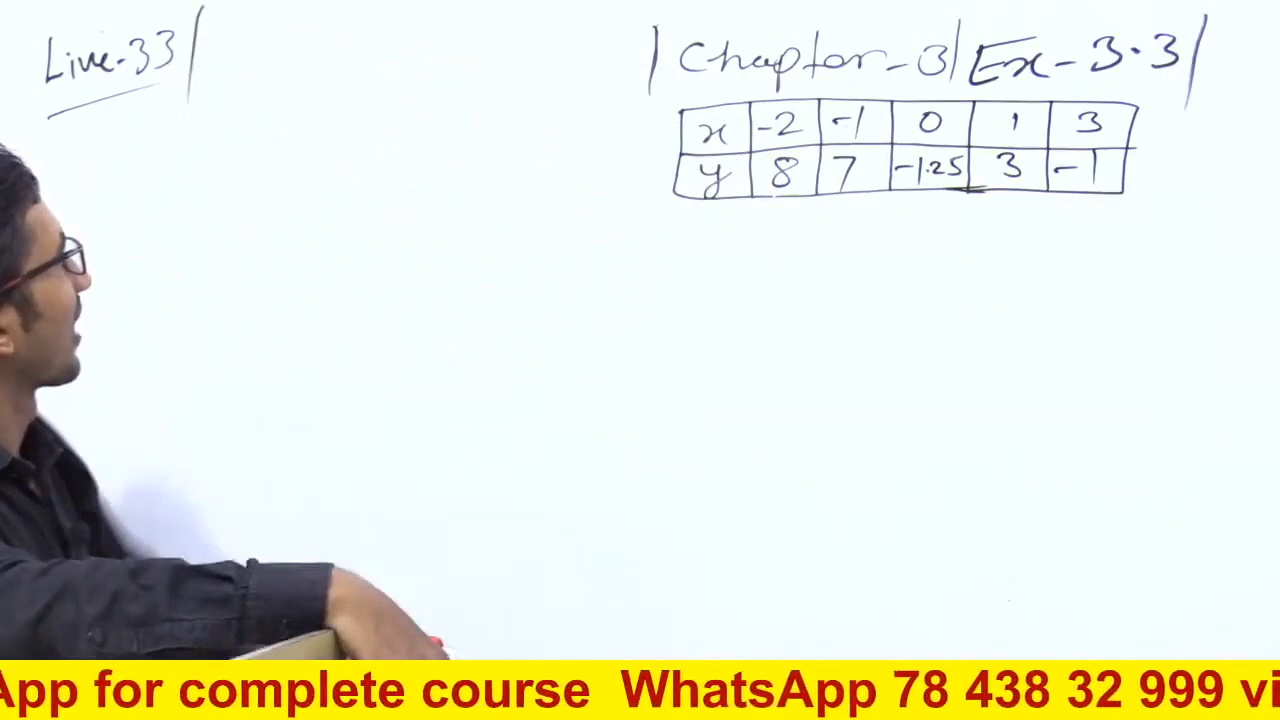 Live-33
Chapter-3 | Ex-3.3
x -2 -1 0 1 3
y 8 7 -1.25 3 -1
App for complete course WhatsApp 78 438 32 999 vi